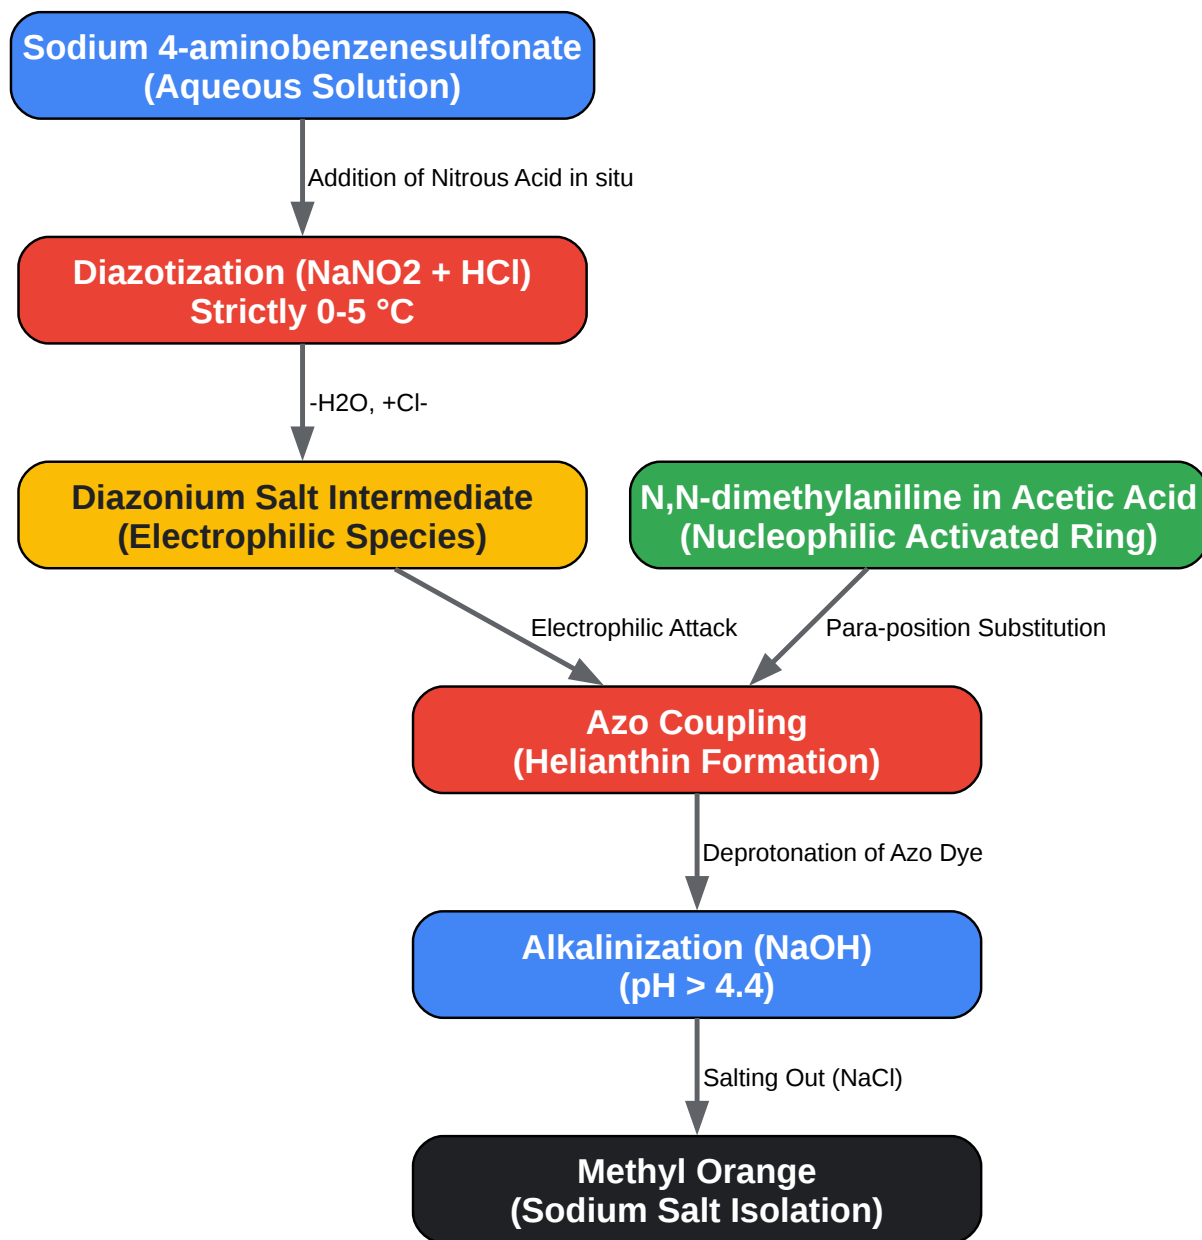 Sodium 4-aminobenzenesulfonate
(Aqueous Solution)
Addition of Nitrous Acid in situ
Diazotization (NaNO2 + HCl)
Strictly 0-5 °C
-H2O, +Cl-
Diazonium Salt Intermediate
(Electrophilic Species)
N,N-dimethylaniline in Acetic Acid
(Nucleophilic Activated Ring)
Electrophilic Attack
Para-position Substitution
Azo Coupling
(Helianthin Formation)
Deprotonation of Azo Dye
Alkalinization (NaOH)
(pH > 4.4)
Salting Out (NaCl)
Methyl Orange
(Sodium Salt Isolation)